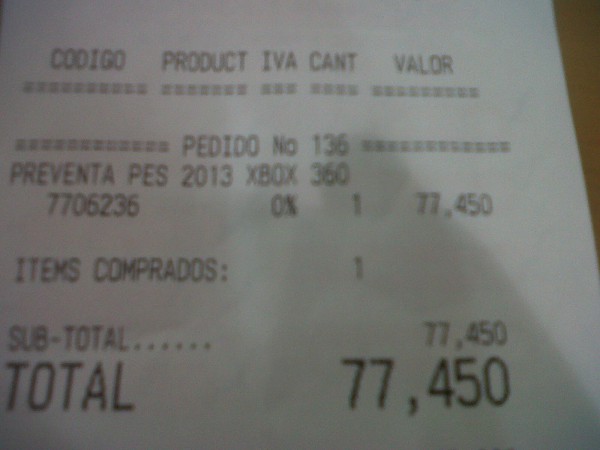 CODIGO PRODUCT IVA CANT VALOR
========== ======= === ==== =========
============ PEDIDO No 136 ============
PREVENTA PES 2013 XBOX 360
7706236 0% 1 77,450
ITEMS COMPRADOS: 1
SUB-TOTAL...... 77,450
TOTAL 77,450